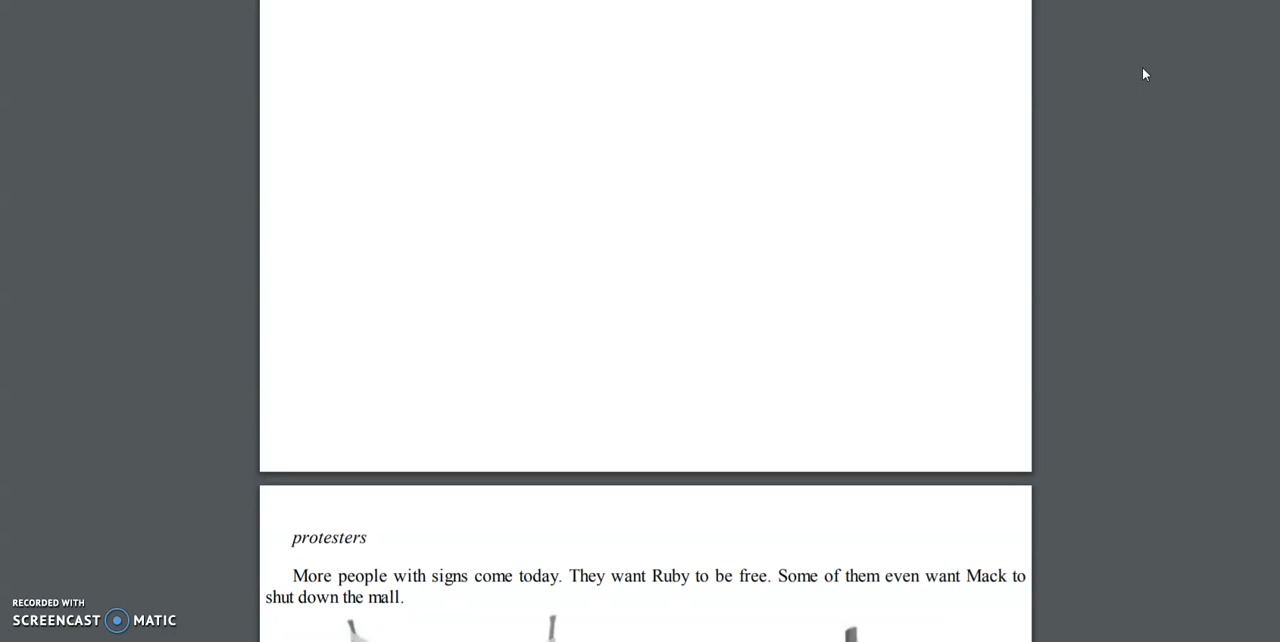 protesters
More people with signs come today. They want Ruby to be free. Some of them even want Mack to
shut down the mall.
RECORDED WITH
SCREENCAST MATIC